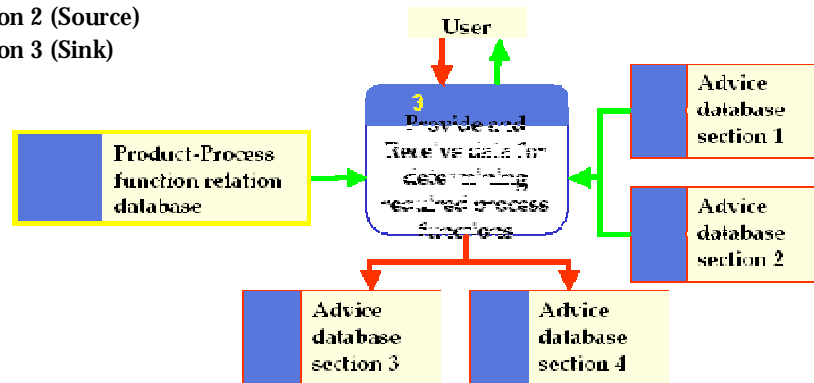 on 2 (Source)
on 3 (Sink)
User
3
Provide and
Receive data for
determining
required process
functions
Product-Process
function relation
database
Advice
database
section 1
Advice
database
section 2
Advice
database
section 3
Advice
database
section 4